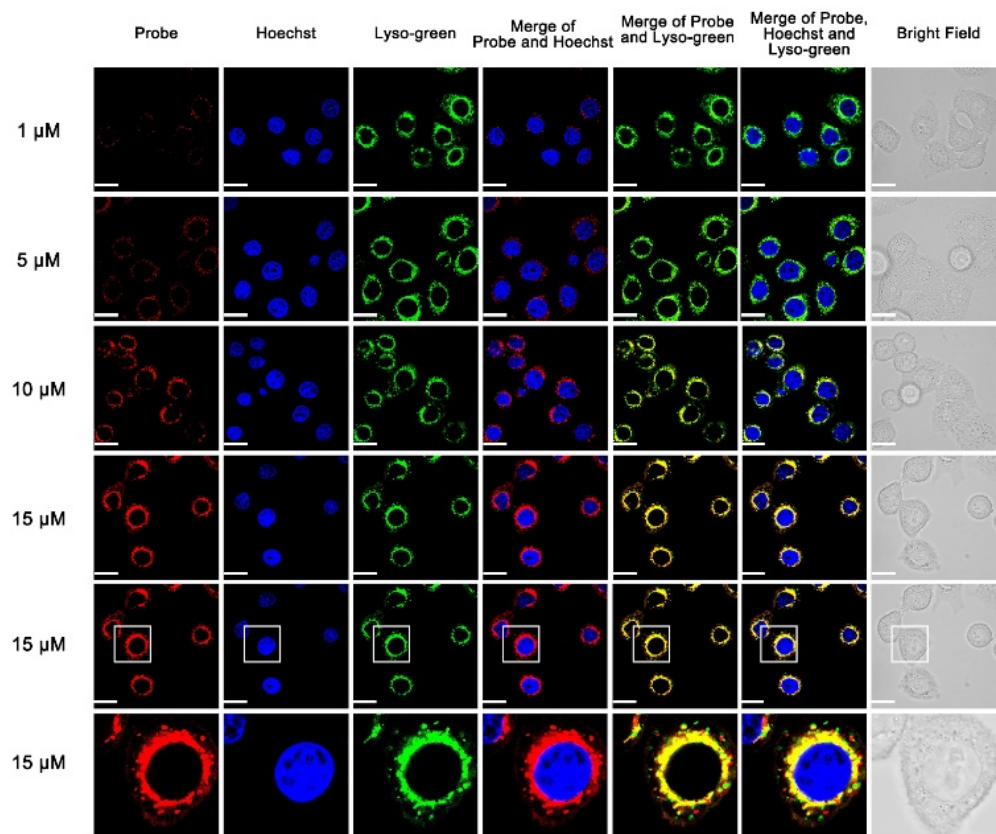 Probe
Hoechst
Lyso-green
Merge of
Probe and Hoechst
Merge of Probe
and Lyso-green
Merge of Probe,
Hoechst and
Lyso-green
Bright Field
1 μM
5 μM
10 μM
15 μM
15 μM
15 μM